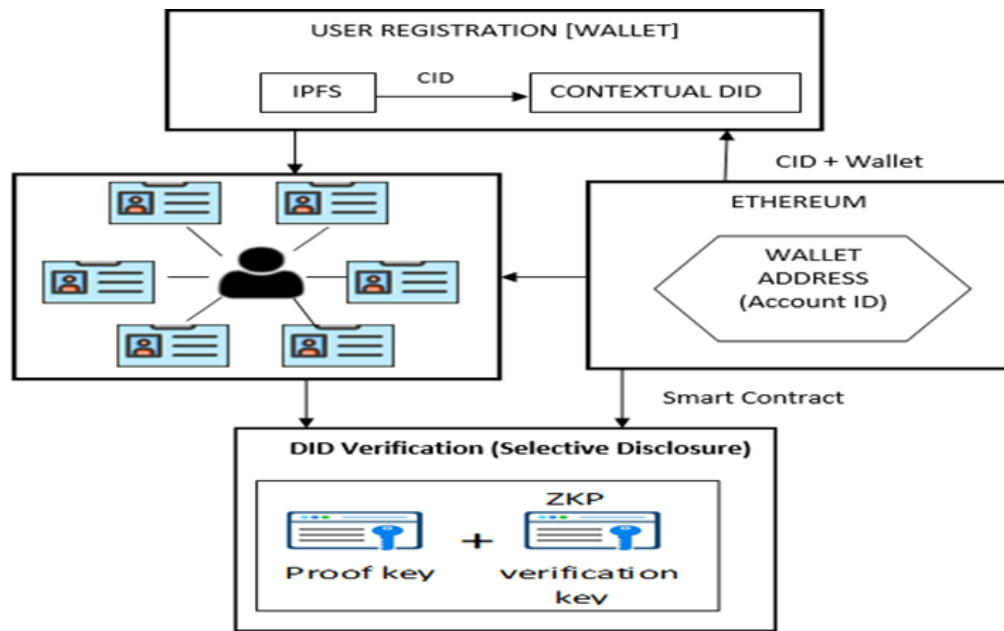 USER REGISTRATION [WALLET]
IPFS
CID
CONTEXTUAL DID
CID + Wallet
ETHEREUM
WALLET
ADDRESS
(Account ID)
Smart Contract
DID Verification (Selective Disclosure)
ZKP
+
Proof key
verification
key